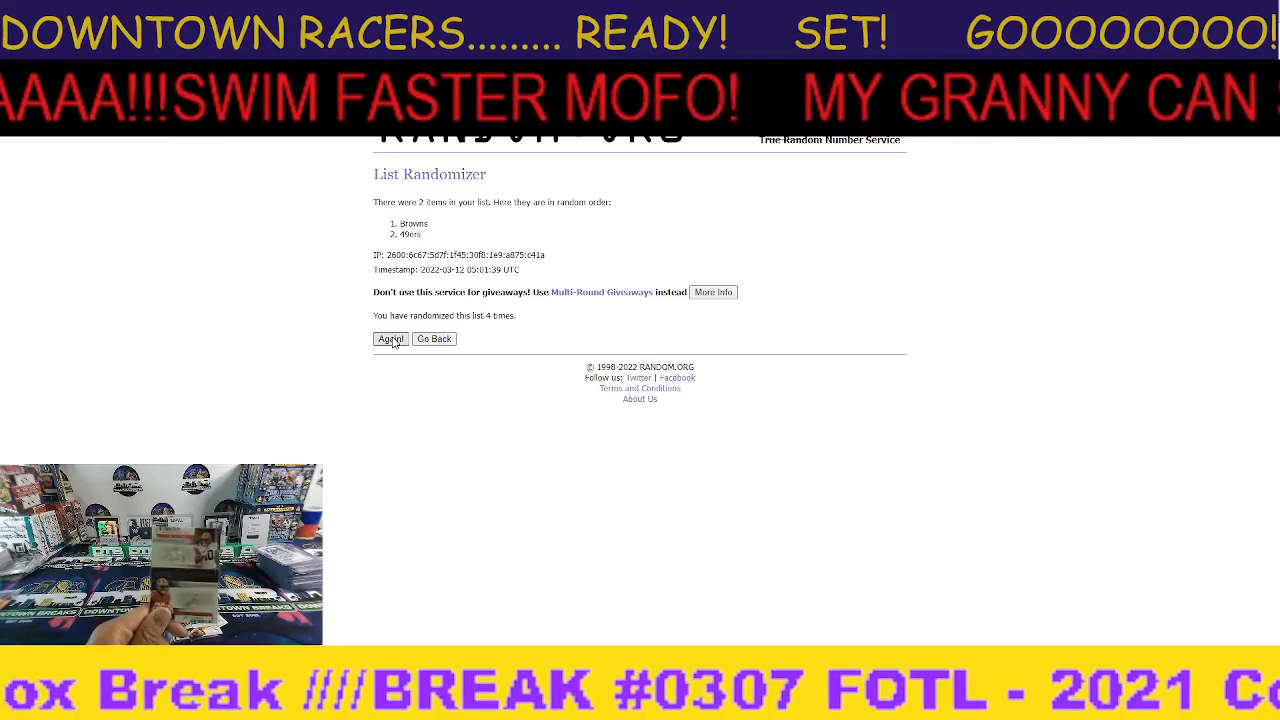 DOWNTOWN RACERS......... READY! SET! GOOOOOOOO!
AAAA!!!SWIM FASTER MOFO! MY GRANNY CAN
RANDOM.ORG
True Random Number Service
List Randomizer
There were 2 items in your list. Here they are in random order:
1. Browns
2. 49ers
IP: 2600:6c67:5d7f:1f45:30f8:1e9:a875:c41a
Timestamp: 2022-03-12 05:01:39 UTC
Don't use this service for giveaways! Use Multi-Round Giveaways instead More Info
You have randomized this list 4 times.
Again! Go Back
© 1998-2022 RANDOM.ORG
Follow us: Twitter | Facebook
Terms and Conditions
About Us
DOWNTOWN BREAKS
ox Break ////BREAK #0307 FOTL - 2021 Co